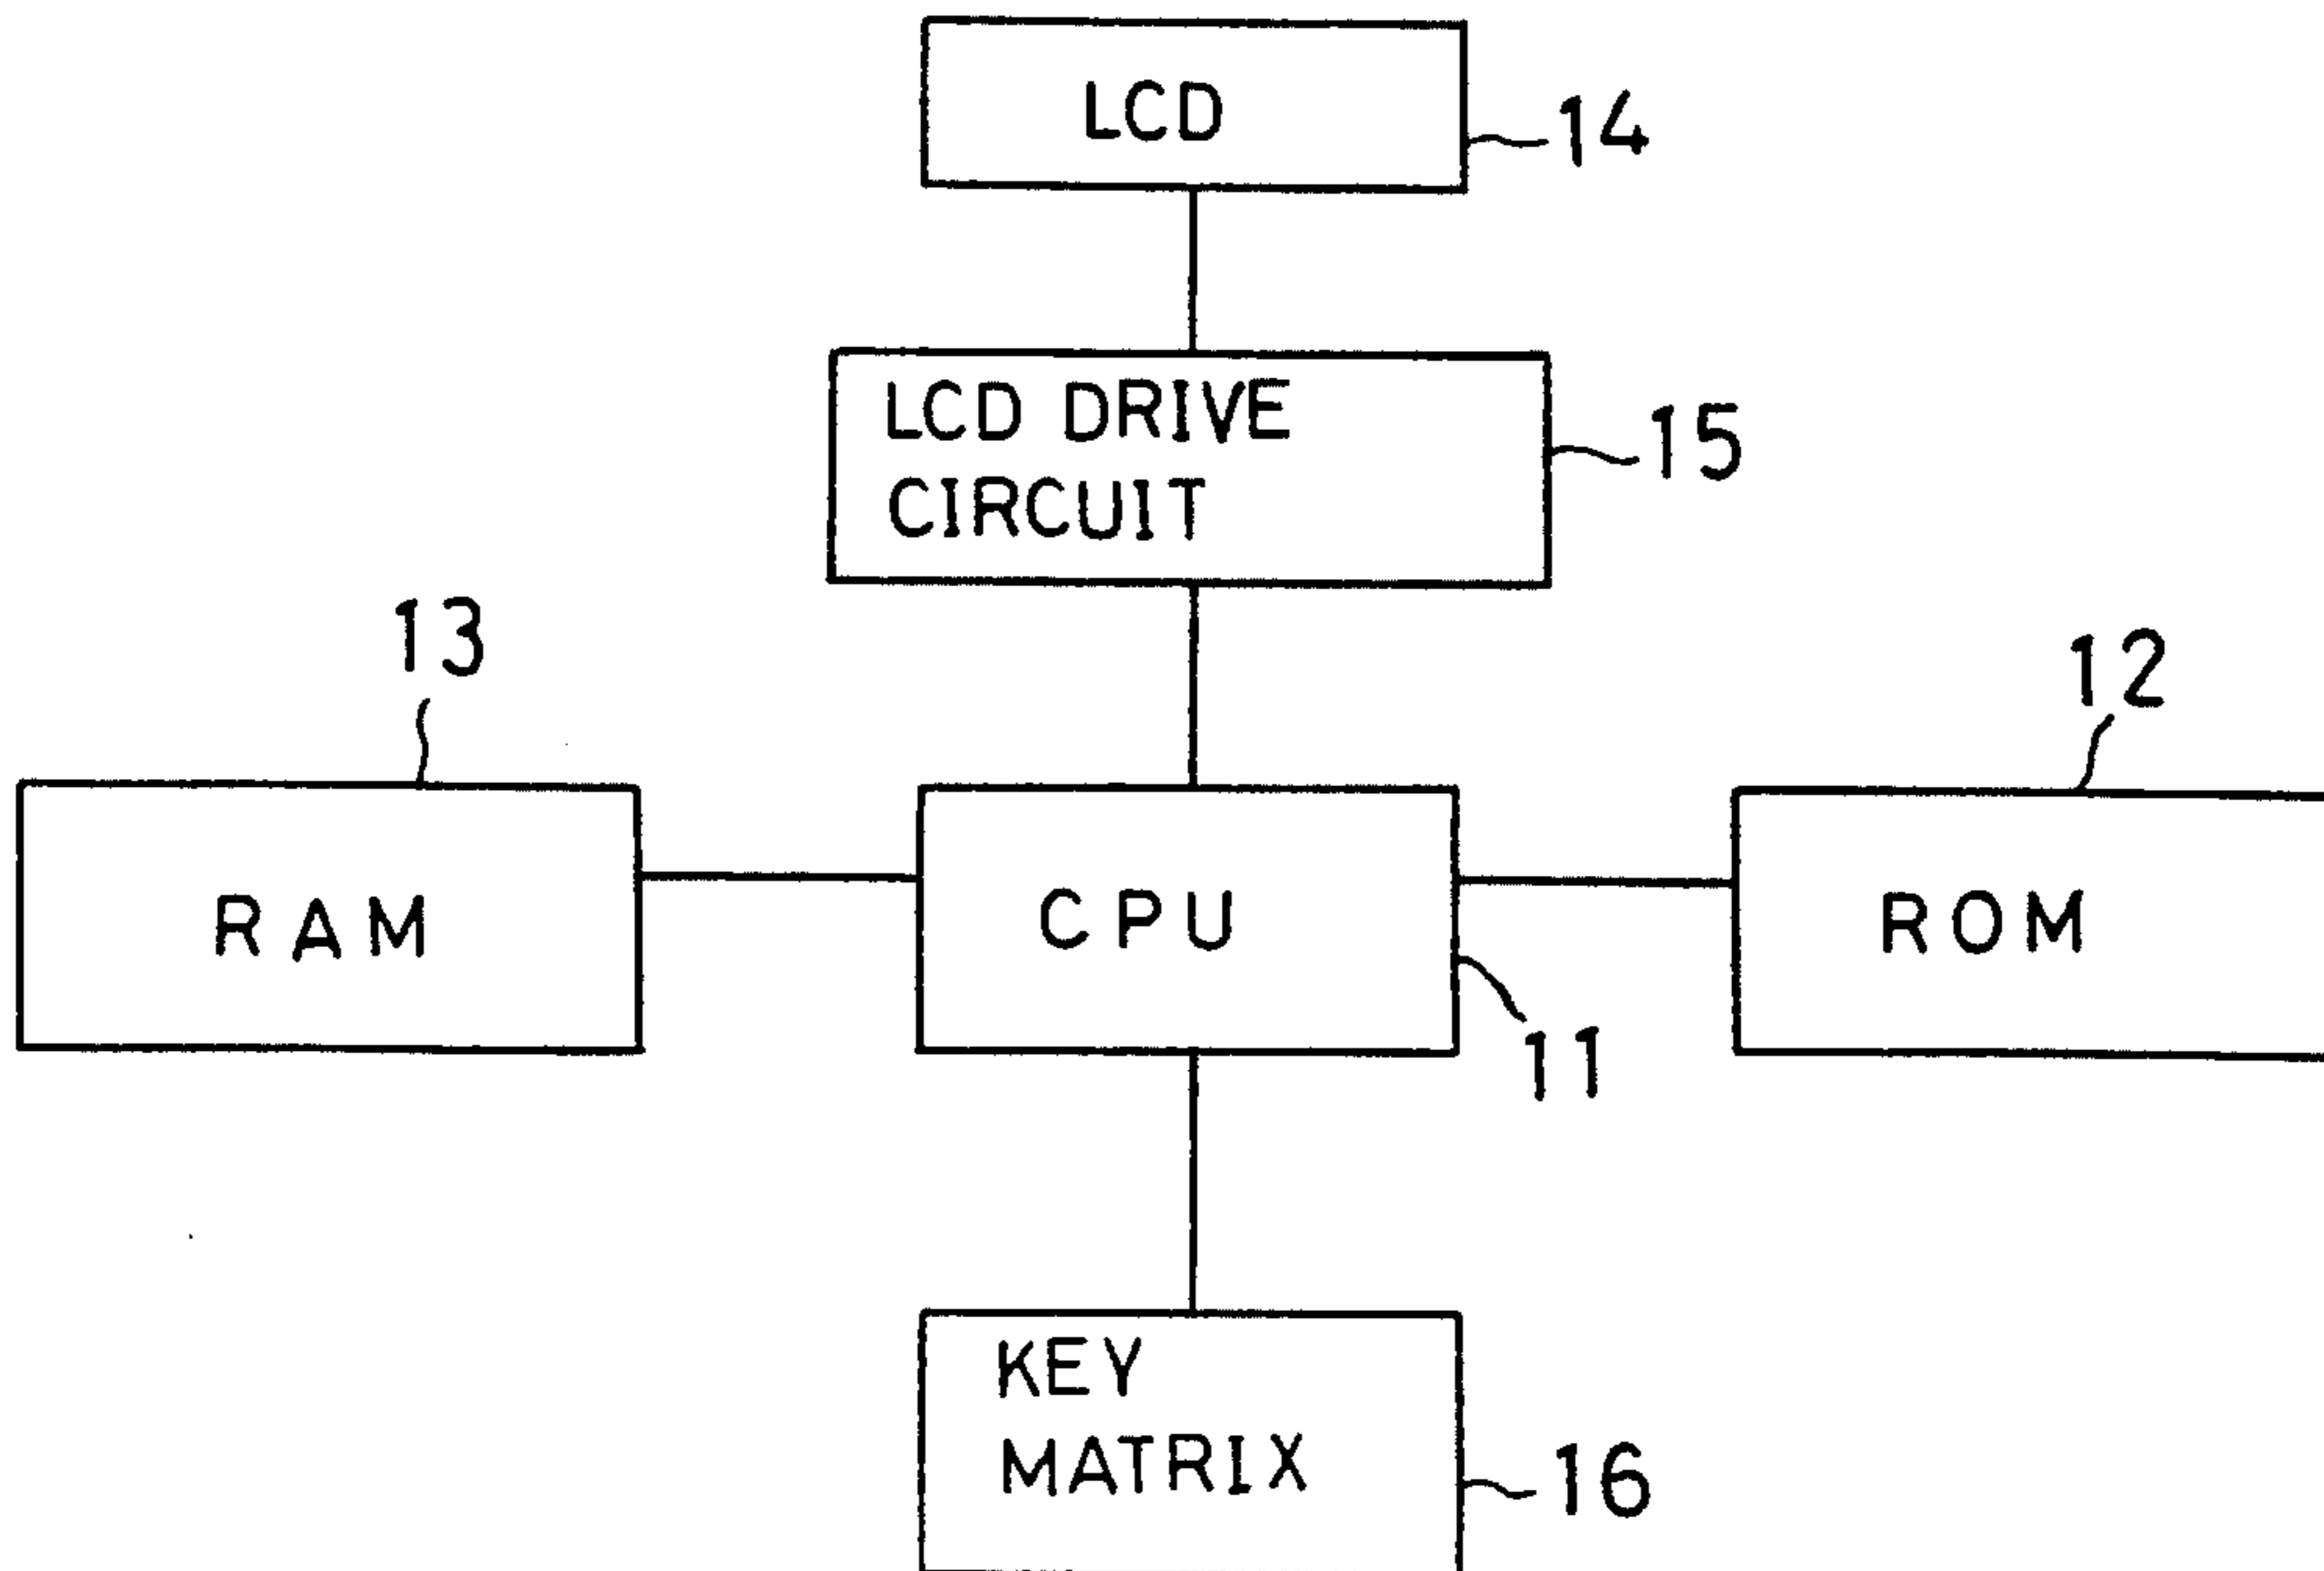 LCD
14
LCD DRIVE
CIRCUIT
15
13
12
RAM
CPU
ROM
11
KEY
MATRIX
16